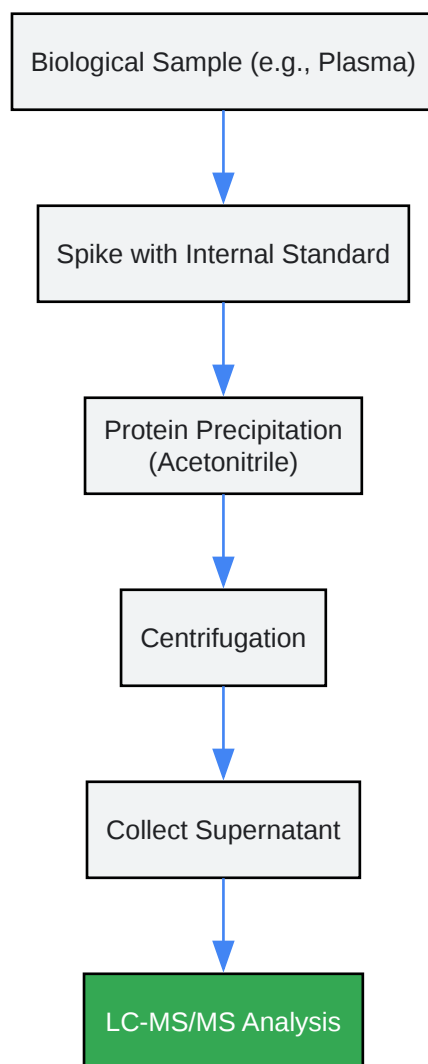 Biological Sample (e.g., Plasma)
Spike with Internal Standard
Protein Precipitation
(Acetonitrile)
Centrifugation
Collect Supernatant
LC-MS/MS Analysis